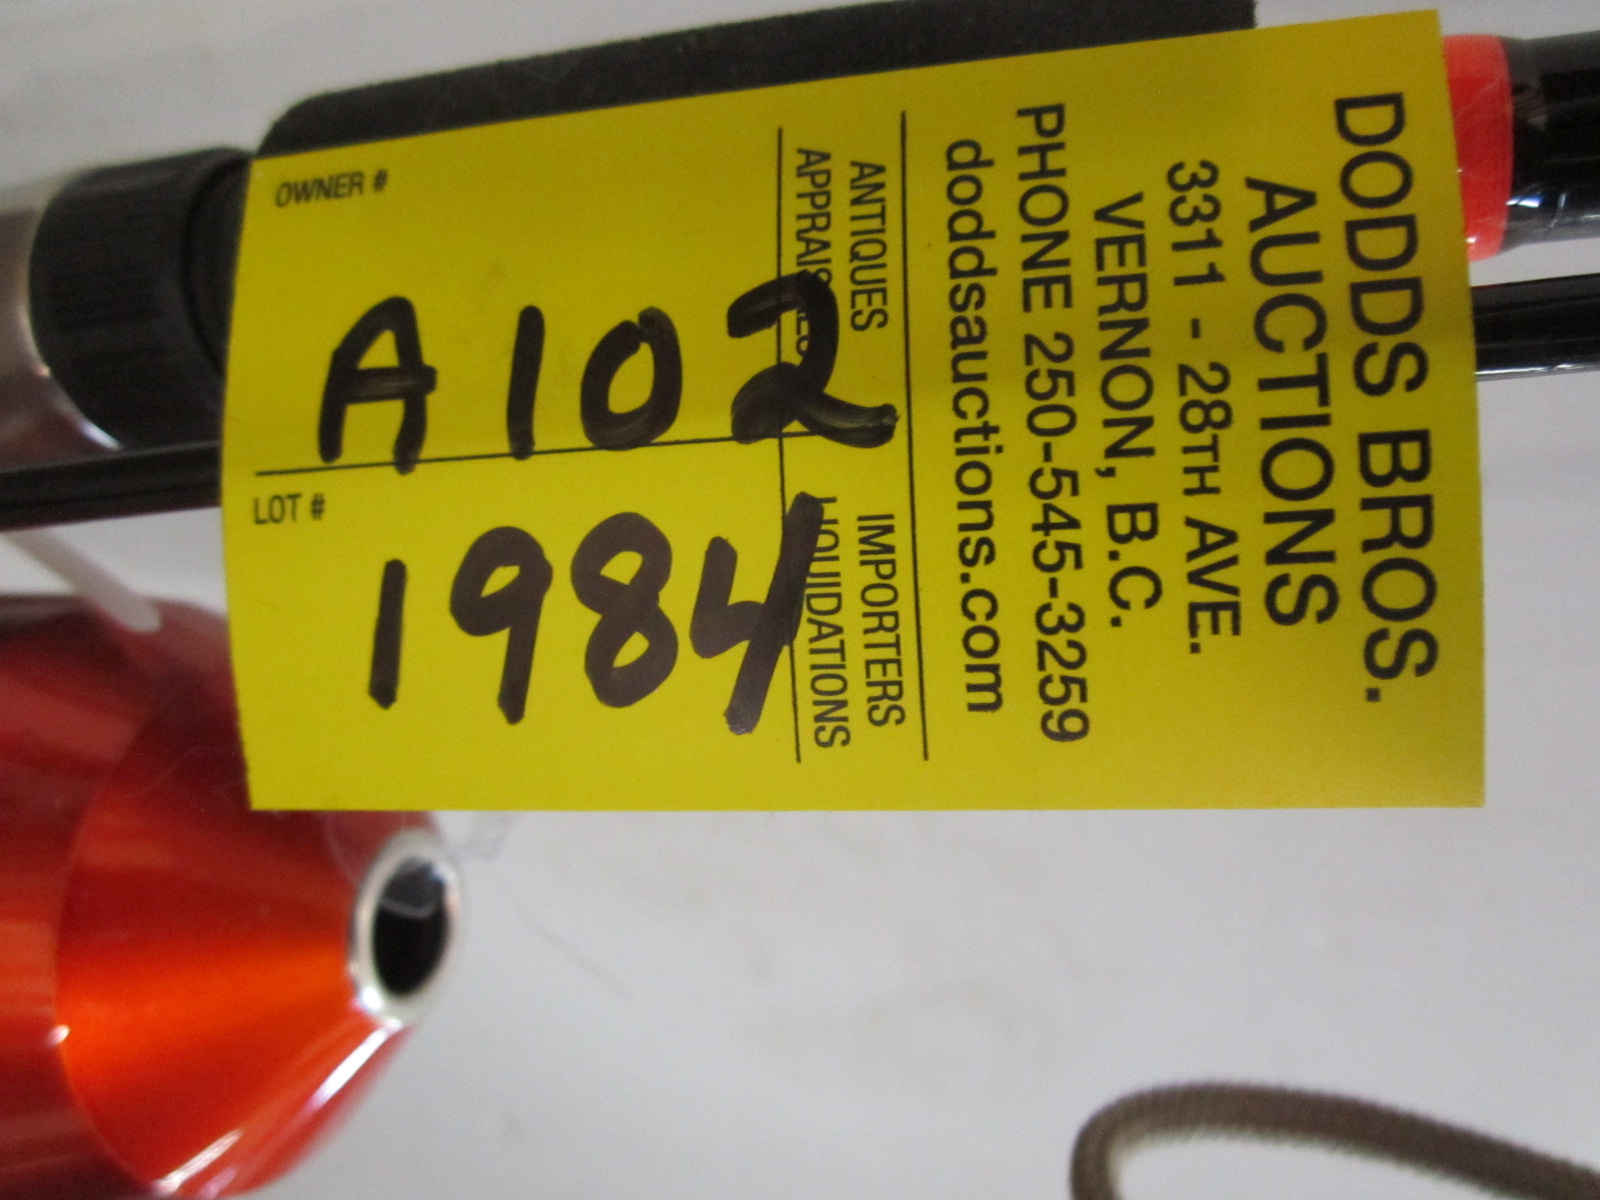 DODDS BROS.
AUCTIONS
3311 - 28TH AVE.
VERNON, B.C.
PHONE 250-545-3259
doddsauctions.com
ANTIQUES IMPORTERS
APPRAISALS LIQUIDATIONS
OWNER #
A102
LOT #
1984